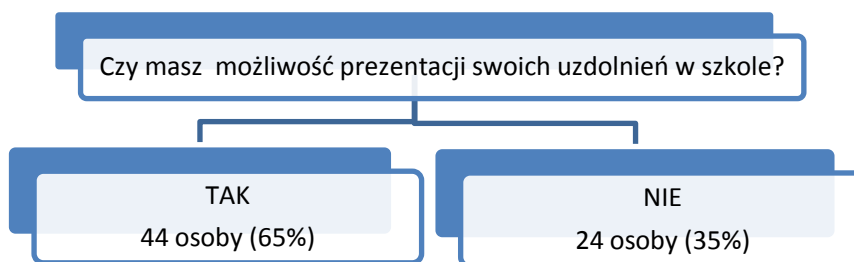 Czy masz  możliwość prezentacji swoich uzdolnień w szkole?
TAK
44 osoby (65%)
NIE
24 osoby (35%)